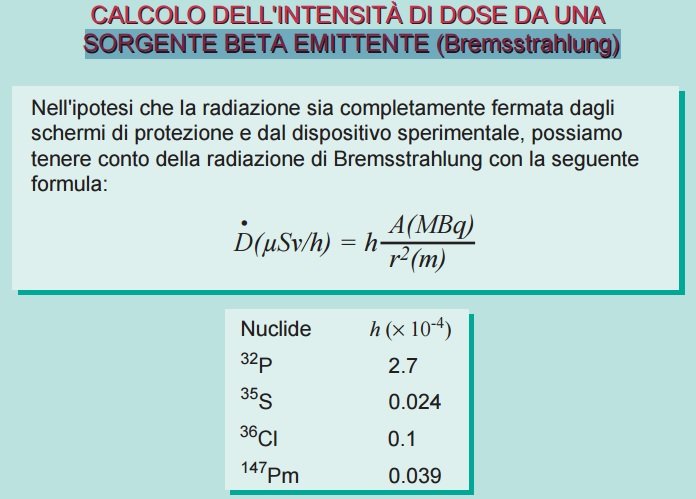 CALCOLO DELL'INTENSITÀ DI DOSE DA UNA
SORGENTE BETA EMITTENTE (Bremsstrahlung)
Nell'ipotesi che la radiazione sia completamente fermata dagli
schermi di protezione e dal dispositivo sperimentale, possiamo
tenere conto della radiazione di Bremsstrahlung con la seguente
formula:
Ḋ(μSv/h) = h A(MBq) / r²(m)
Nuclide h (× 10⁻⁴)
³²P 2.7
³⁵S 0.024
³⁶Cl 0.1
¹⁴⁷Pm 0.039